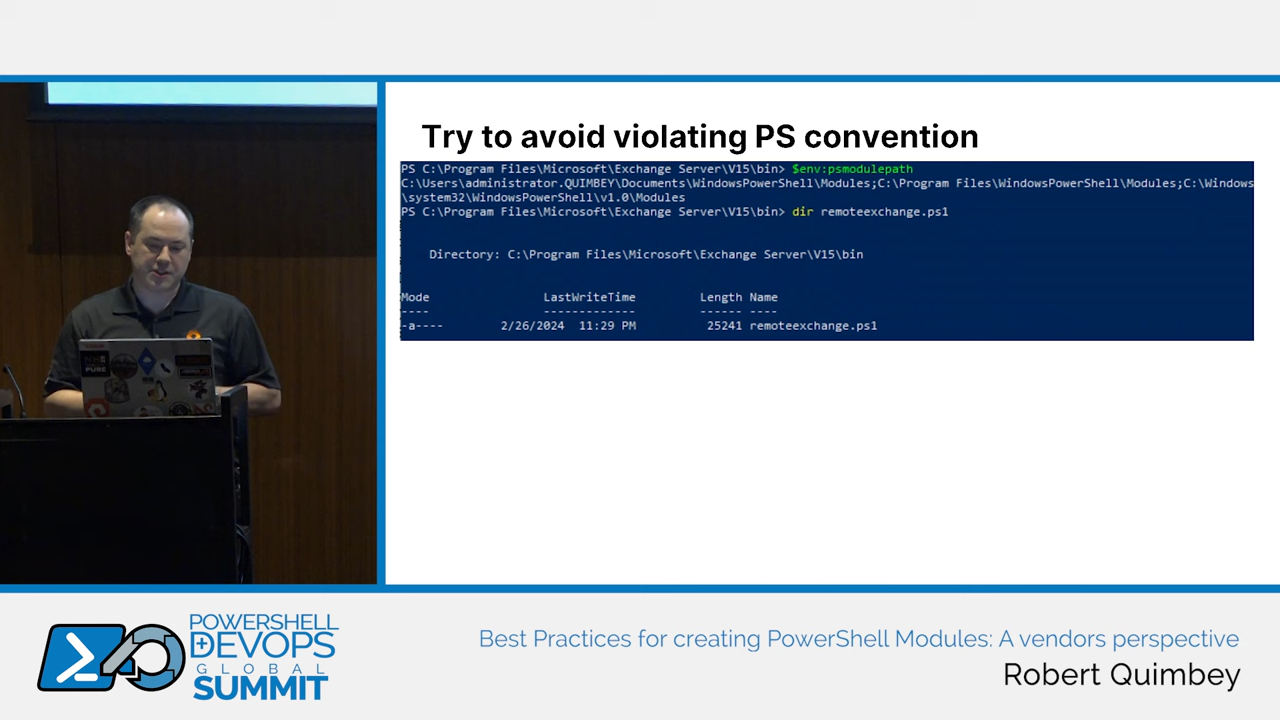 Try to avoid violating PS convention
PS C:\Program Files\Microsoft\Exchange Server\V15\bin> $env:psmodulepath
C:\Users\administrator.QUIMBEY\Documents\WindowsPowerShell\Modules;C:\Program Files\WindowsPowerShell\Modules;C:\Windows
\system32\WindowsPowerShell\v1.0\Modules
PS C:\Program Files\Microsoft\Exchange Server\V15\bin> dir remoteexchange.ps1
Directory: C:\Program Files\Microsoft\Exchange Server\V15\bin
Mode LastWriteTime Length Name
---- ------------- ------ ----
-a---- 2/26/2024 11:29 PM 25241 remoteexchange.ps1
PURE
POWERSHELL
DEVOPS
GLOBAL
SUMMIT
Best Practices for creating PowerShell Modules: A vendors perspective
Robert Quimbey